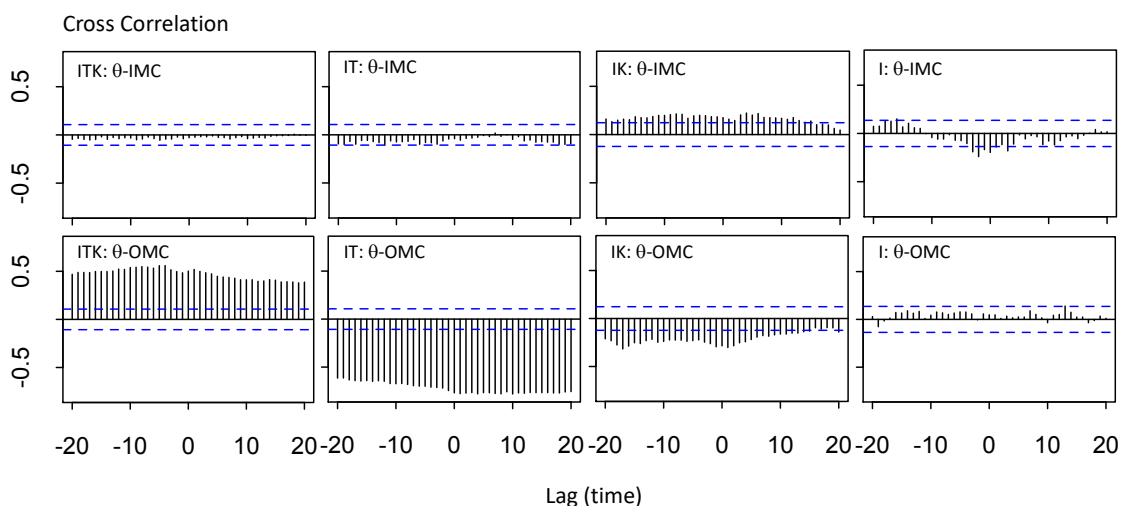 Cross Correlation
ITK: θ-IMC
IT: θ-IMC
IK: θ-IMC
I: θ-IMC
0.5
-0.5
ITK: θ-OMC
IT: θ-OMC
IK: θ-OMC
I: θ-OMC
0.5
-0.5
-20 -10 0 10 20
-20 -10 0 10 20
-20 -10 0 10 20
-20 -10 0 10 20
Lag (time)